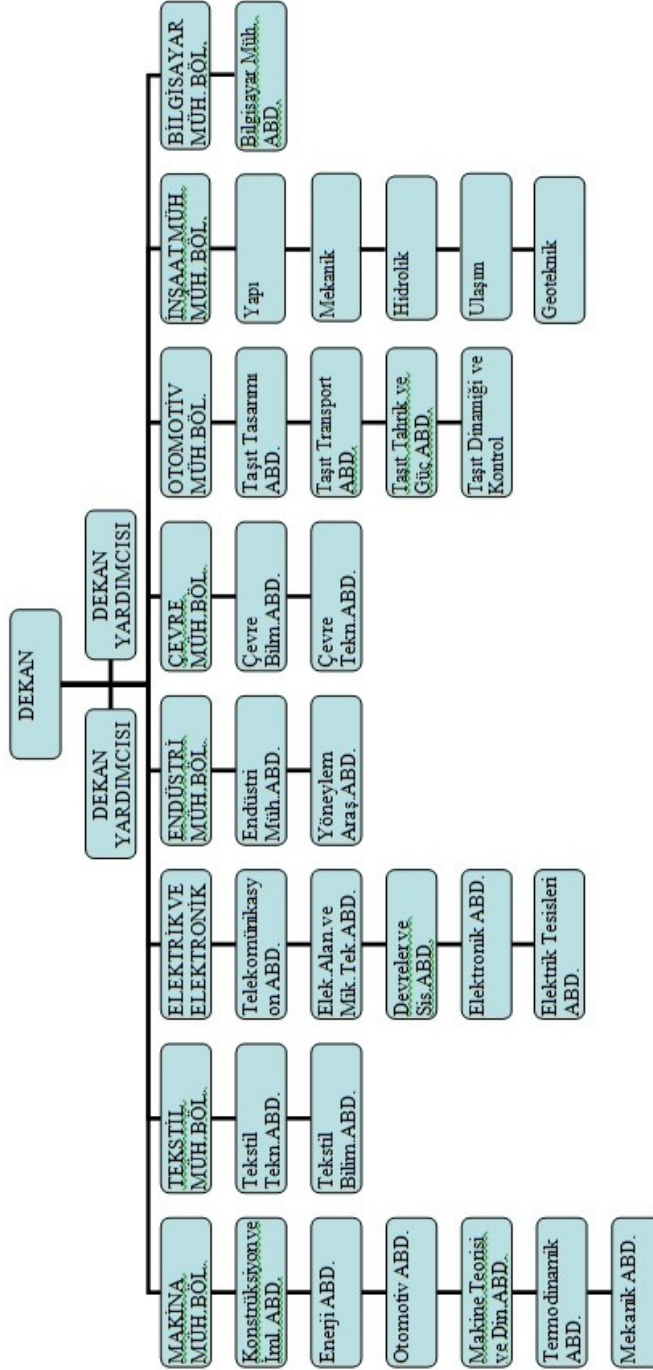 DEKAN
DEKAN
YARDIMCISI
DEKAN
YARDIMCISI
MAKİNA
MÜH.BÖL.
Konstrüksiyon ve
İml. ABD.
Enerji ABD.
Otomotiv ABD.
Makine Teorisi
ve Din.ABD.
Termodinamik
ABD.
Mekanik ABD.
TEKSTİL
MÜH.BÖL.
Tekstil
Tekn.ABD.
Tekstil
Bilim.ABD.
ELEKTRİK VE
ELEKTRONİK
Telekomünikasy
on ABD.
Elek.Alan.ve
Mik.Tek.ABD.
Devreler ve
Sis.ABD.
Elektronik ABD.
Elektrik Tesisleri
ABD.
ENDÜSTRİ
MÜH.BÖL.
Endüstri
Müh.ABD.
Yöneylem
Araş.ABD.
ÇEVRE
MÜH.BÖL.
Çevre
Bilm.ABD.
Çevre
Tekn.ABD.
OTOMOTİV
MÜH.BÖL.
Taşıt Tasarımı
ABD.
Taşıt Transport
ABD.
Taşıt Tahrik ve
Güç ABD.
Taşıt Dinamiği ve
Kontrol
İNŞAAT MÜH.
MÜH.BÖL.
Yapı
Mekanik
Hidrolik
Ulaşım
Geoteknik
BİLGİSAYAR
MÜH. BÖL.
Bilgisayar Müh.
ABD.